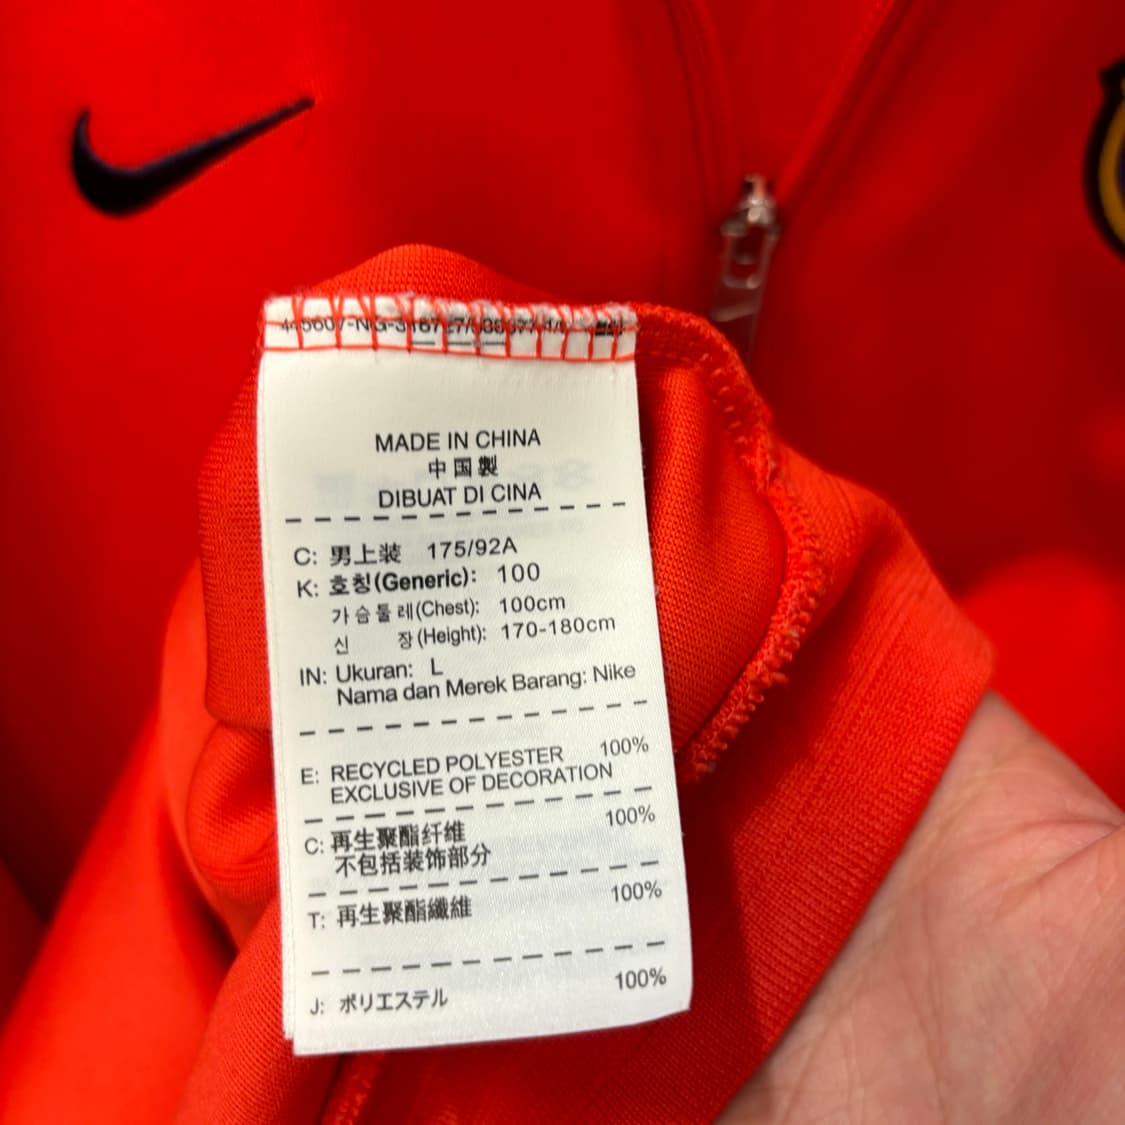 MADE IN CHINA
中国製
DIBUAT DI CINA
C: 男上装 175/92A
K: 호칭(Generic): 100
가슴둘레(Chest): 100cm
신 장(Height): 170-180cm
IN: Ukuran: L
Nama dan Merek Barang: Nike
E: RECYCLED POLYESTER 100%
EXCLUSIVE OF DECORATION
C: 再生聚酯纤维 100%
不包括装饰部分
T: 再生聚酯纖維 100%
J: ポリエステル 100%